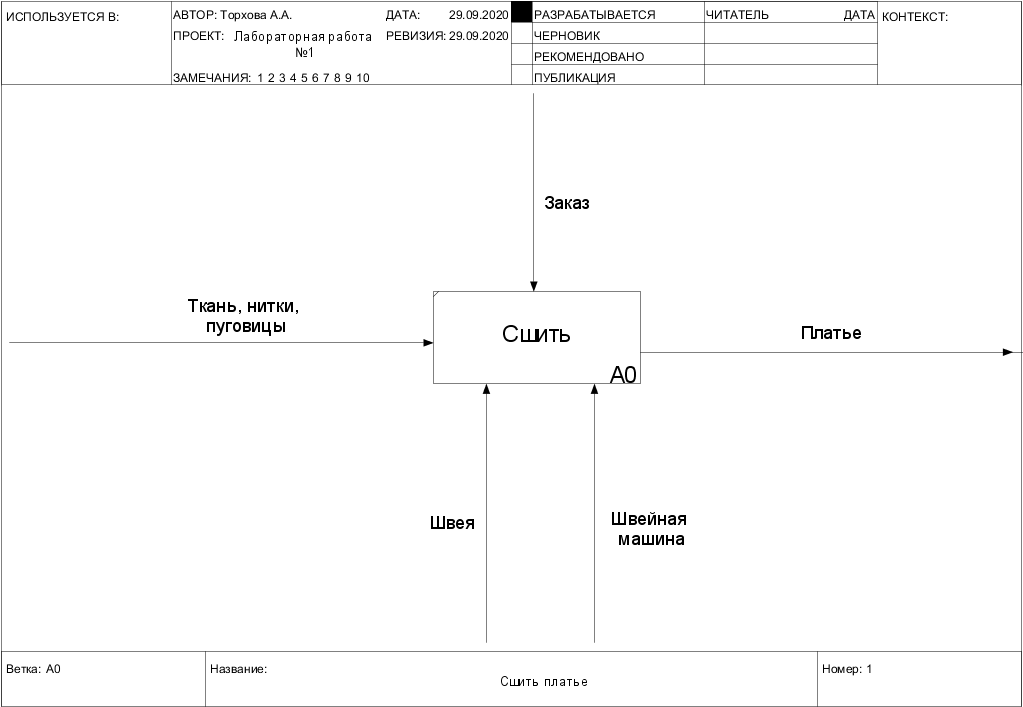 ИСПОЛЬЗУЕТСЯ В:
АВТОР: Торхова А.А.
ДАТА: 29.09.2020
ПРОЕКТ: Лабораторная работа
№1
РЕВИЗИЯ: 29.09.2020
ЗАМЕЧАНИЯ: 1 2 3 4 5 6 7 8 9 10
РАЗРАБАТЫВАЕТСЯ
ЧЕРНОВИК
РЕКОМЕНДОВАНО
ПУБЛИКАЦИЯ
ЧИТАТЕЛЬ ДАТА
КОНТЕКСТ:
Заказ
Ткань, нитки,
пуговицы
Сшить
A0
Платье
Швея
Швейная
машина
Ветка: A0
Название:
Сшить платье
Номер: 1